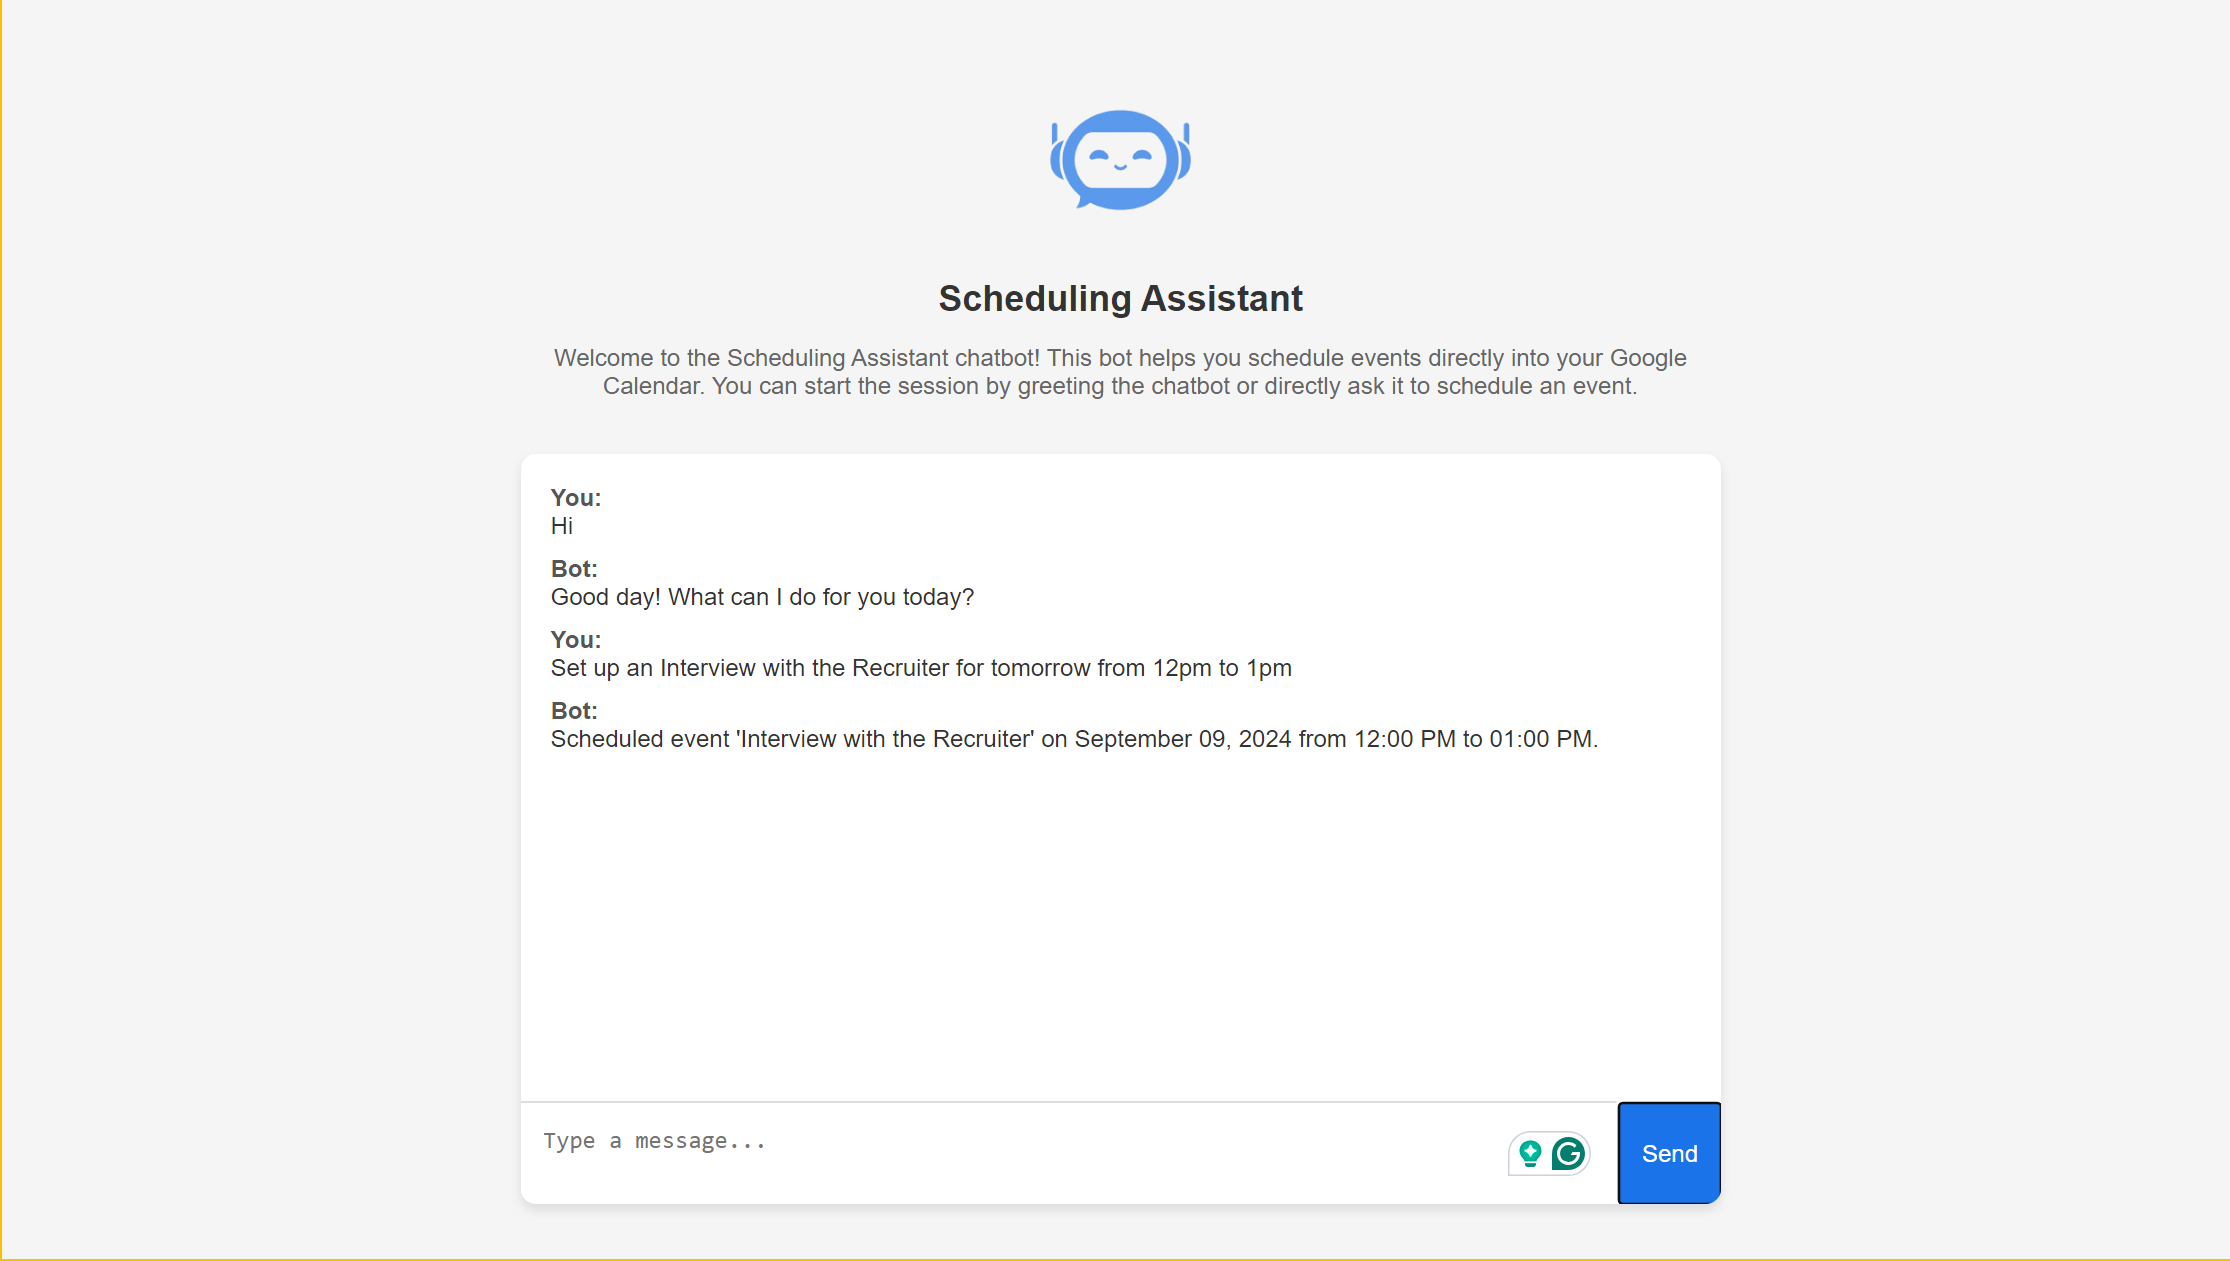 Scheduling Assistant
Welcome to the Scheduling Assistant chatbot! This bot helps you schedule events directly into your Google
Calendar. You can start the session by greeting the chatbot or directly ask it to schedule an event.
You:
Hi
Bot:
Good day! What can I do for you today?
You:
Set up an Interview with the Recruiter for tomorrow from 12pm to 1pm
Bot:
Scheduled event 'Interview with the Recruiter' on September 09, 2024 from 12:00 PM to 01:00 PM.
Type a message...
Send